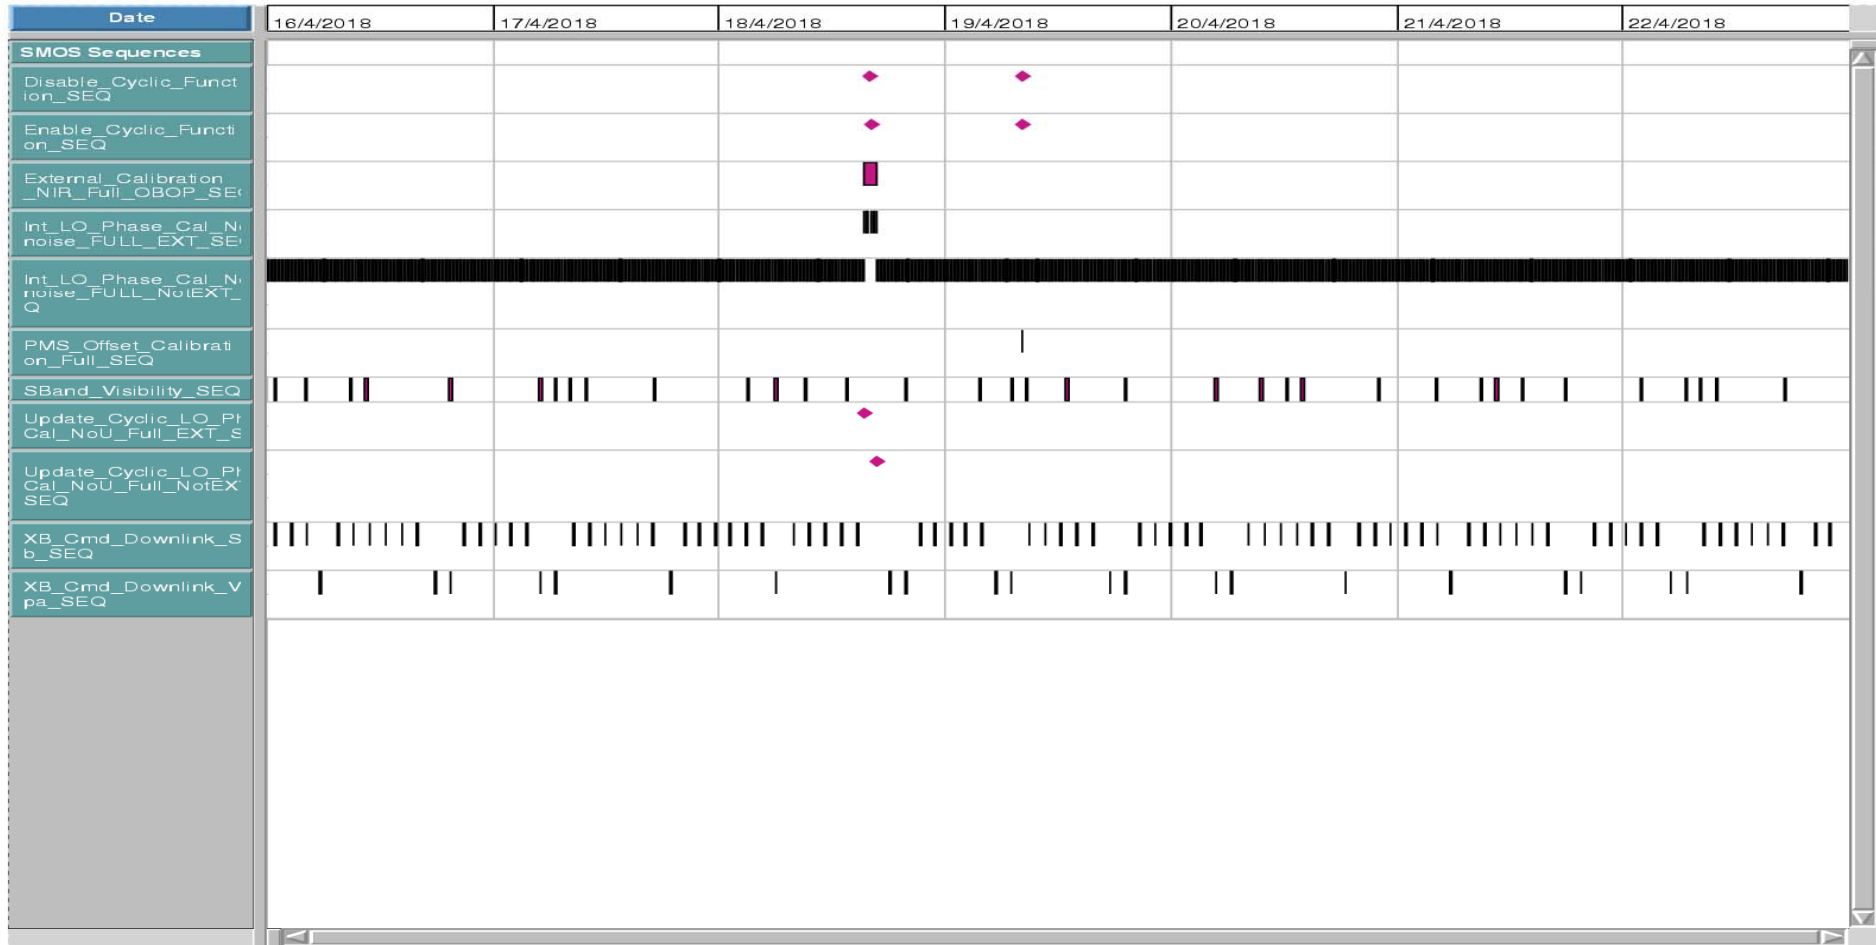 Date
16/4/2018 17/4/2018 18/4/2018 19/4/2018 20/4/2018 21/4/2018 22/4/2018
SMOS Sequences
Disable_Cyclic_Funct
ion_SEQ
Enable_Cyclic_Functi
on_SEQ
External_Calibration
_NIR_Full_OBOP_SE
Int_LO_Phase_Cal_N
noise_FULL_EXT_SE
Int_LO_Phase_Cal_N
noise_FULL_NotEXT_
Q
PMS_Offset_Calibrati
on_Full_SEQ
SBand_Visibility_SEQ
Update_Cyclic_LO_P
Cal_NoU_Full_EXT_S
Update_Cyclic_LO_P
Cal_NoU_Full_NotEX
SEQ
XB_Cmd_Downlink_S
b_SEQ
XB_Cmd_Downlink_V
pa_SEQ